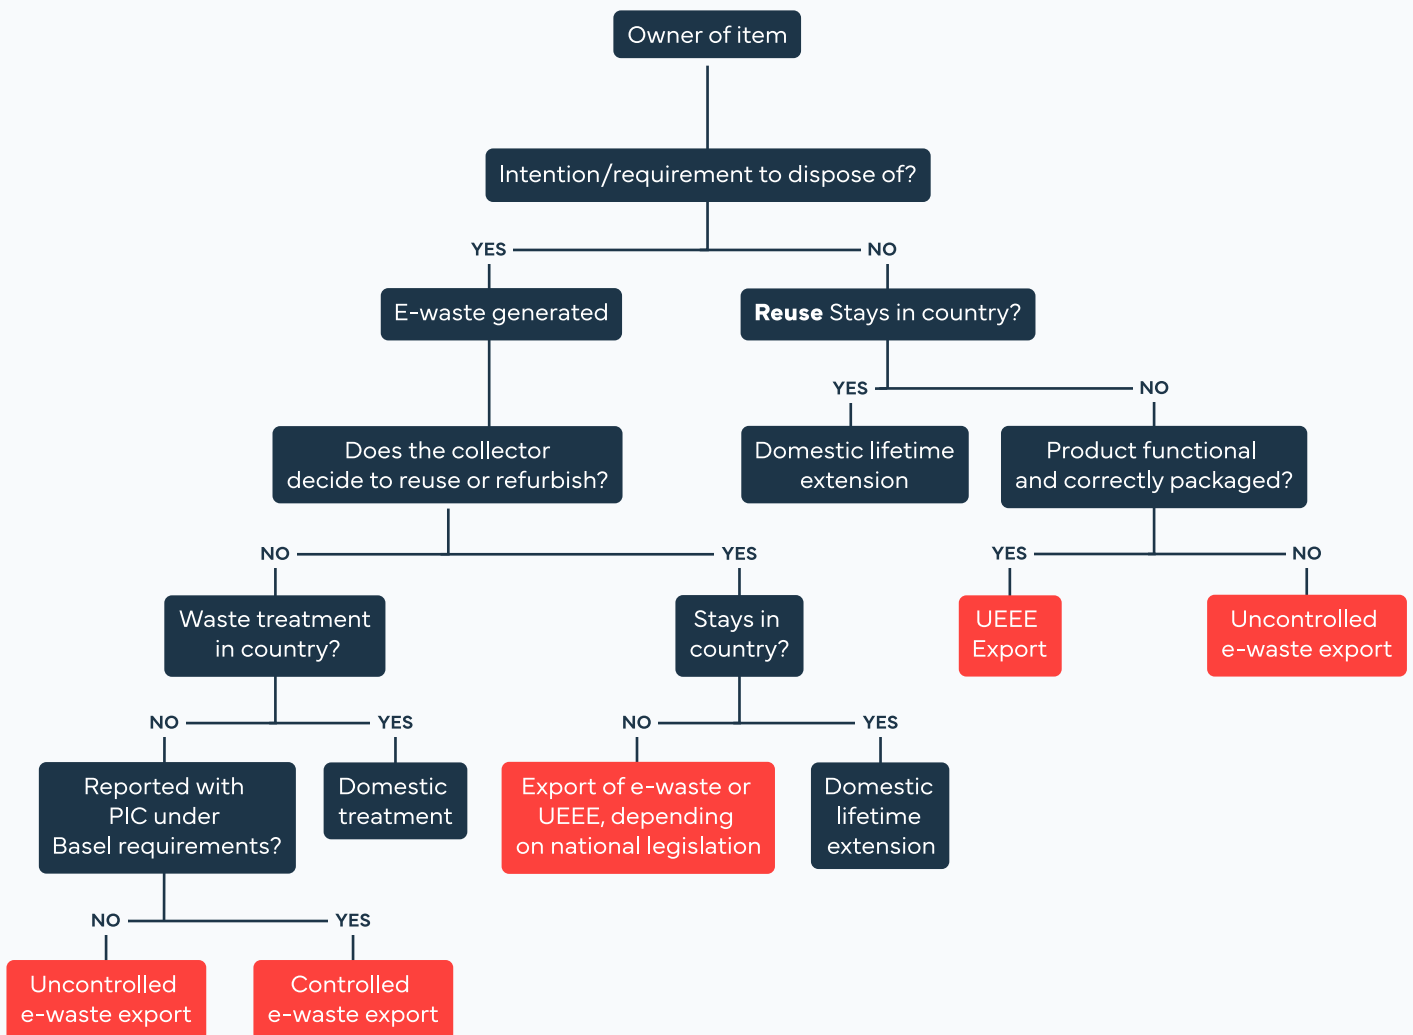 Owner of item
Intention/requirement to dispose of?
YES
NO
E-waste generated
Reuse Stays in country?
YES
NO
Does the collector
decide to reuse or refurbish?
Domestic lifetime
extension
Product functional
and correctly packaged?
NO
YES
YES
NO
Waste treatment
in country?
Stays in
country?
UEEE
Export
Uncontrolled
e-waste export
NO
YES
NO
YES
Reported with
PIC under
Basel requirements?
Domestic
treatment
Export of e-waste or
UEEE, depending
on national legislation
Domestic
lifetime
extension
NO
YES
Uncontrolled
e-waste export
Controlled
e-waste export